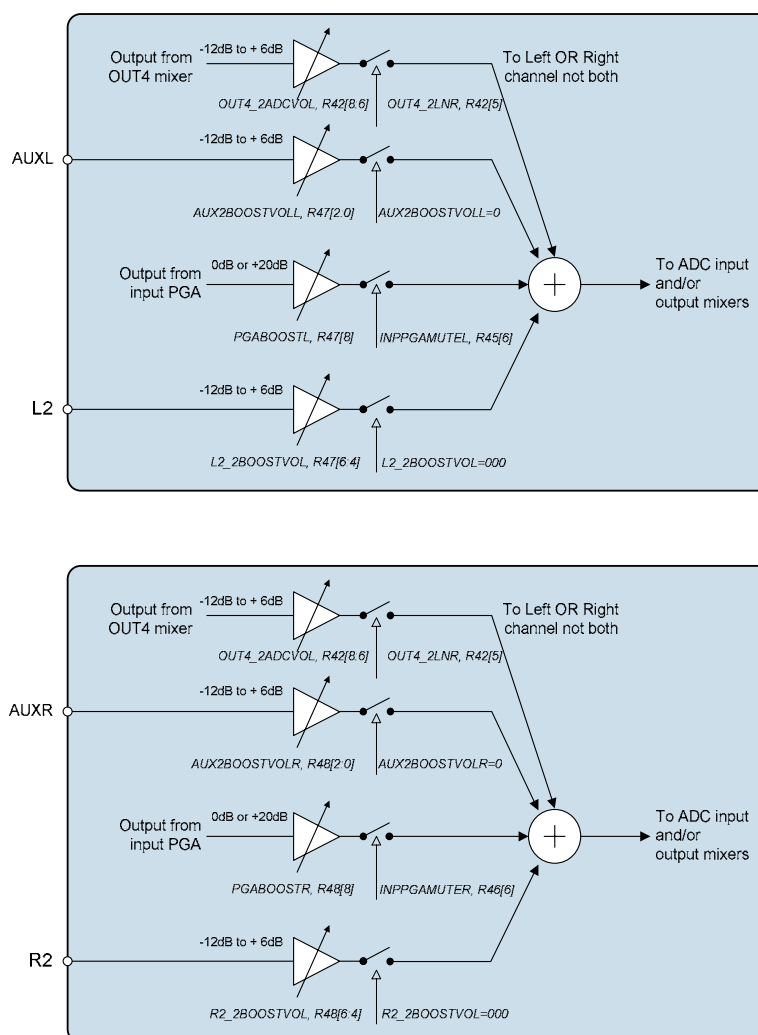 Output from
OUT4 mixer
-12dB to + 6dB
To Left OR Right
channel not both
OUT4_2ADCVOL, R42[8:6]
OUT4_2LNR, R42[5]
AUXL
-12dB to + 6dB
AUX2BOOSTVOLL, R47[2:0]
AUX2BOOSTVOLL=0
Output from
input PGA
0dB or +20dB
To ADC input
and/or
output mixers
PGABOOSTL, R47[8]
INPPGAMUTEL, R45[6]
L2
-12dB to + 6dB
L2_2BOOSTVOL, R47[6:4]
L2_2BOOSTVOL=000
Output from
OUT4 mixer
-12dB to + 6dB
To Left OR Right
channel not both
OUT4_2ADCVOL, R42[8:6]
OUT4_2LNR, R42[5]
AUXR
-12dB to + 6dB
AUX2BOOSTVOLR, R48[2:0]
AUX2BOOSTVOLR=0
Output from
input PGA
0dB or +20dB
To ADC input
and/or
output mixers
PGABOOSTR, R48[8]
INPPGAMUTER, R46[6]
R2
-12dB to + 6dB
R2_2BOOSTVOL, R48[6:4]
R2_2BOOSTVOL=000